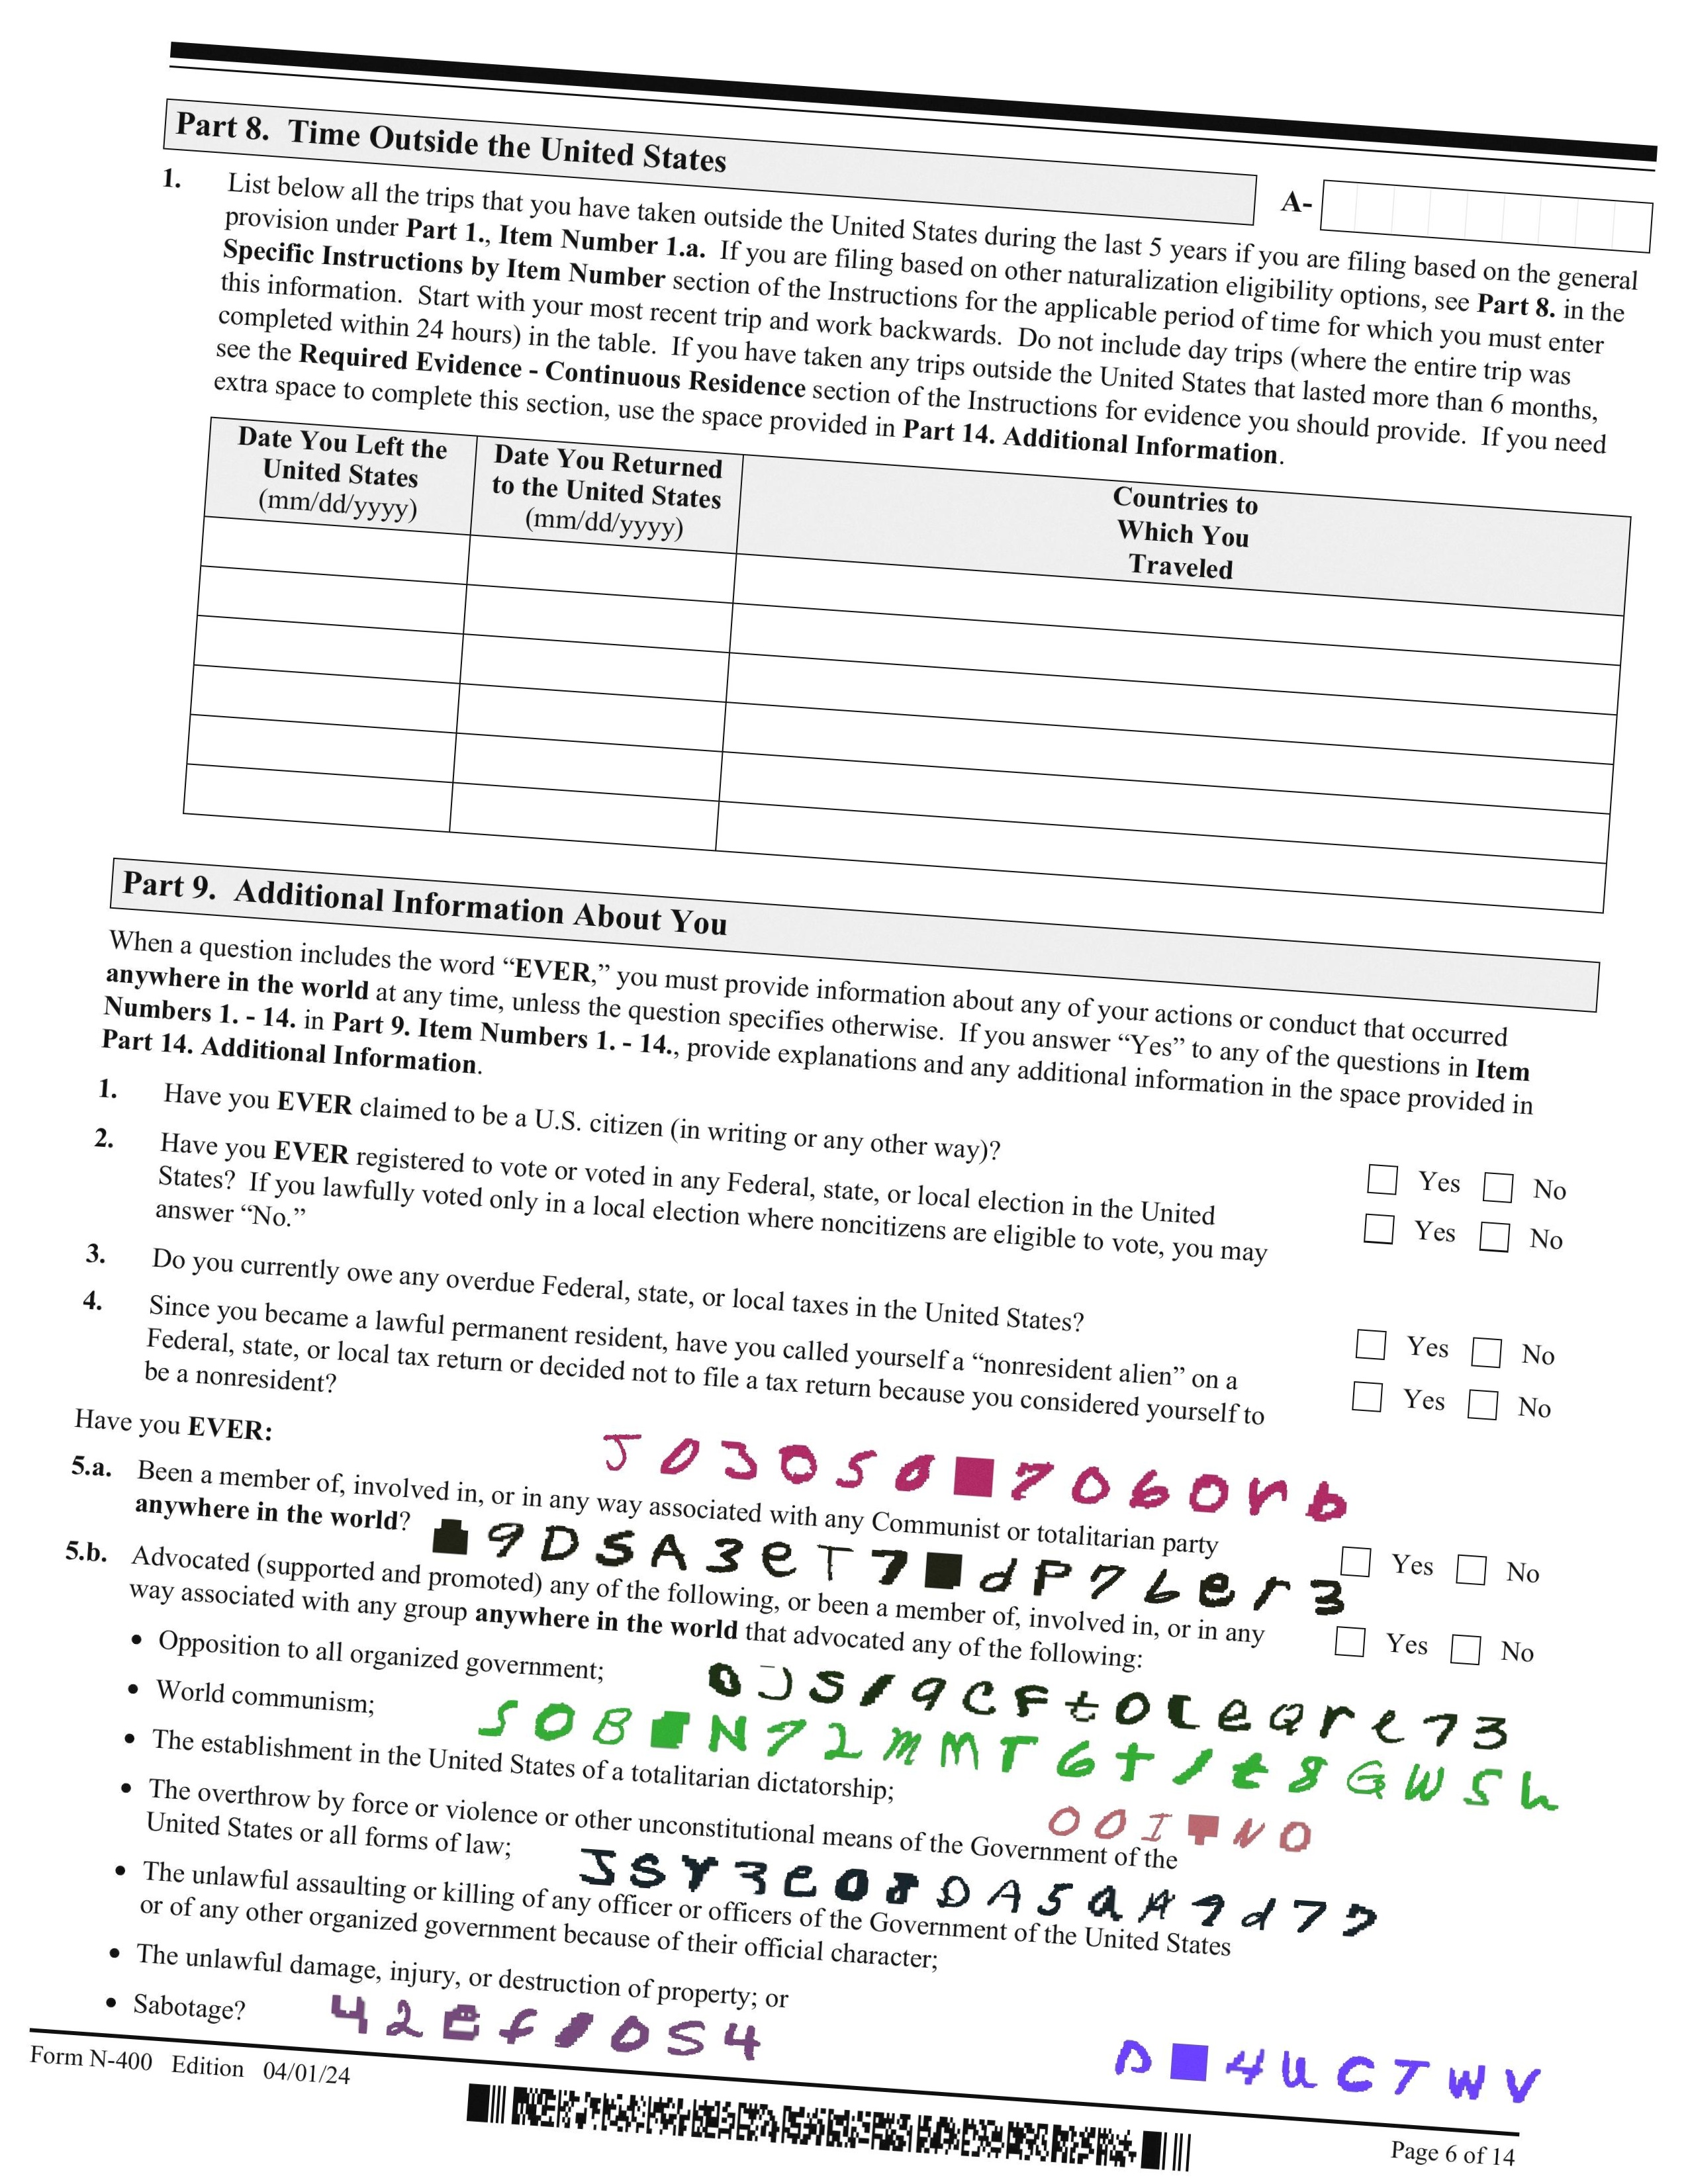 Part 8. Time Outside the United States
A-
1. List below all the trips that you have taken outside the United States during the last 5 years if you are filing based on the general
provision under Part 1., Item Number 1.a. If you are filing based on other naturalization eligibility options, see Part 8. in the
Specific Instructions by Item Number section of the Instructions for the applicable period of time for which you must enter
this information. Start with your most recent trip and work backwards. Do not include day trips (where the entire trip was
completed within 24 hours) in the table. If you have taken any trips outside the United States that lasted more than 6 months,
see the Required Evidence - Continuous Residence section of the Instructions for evidence you should provide. If you need
extra space to complete this section, use the space provided in Part 14. Additional Information.
Date You Left the
United States
(mm/dd/yyyy)
Date You Returned
to the United States
(mm/dd/yyyy)
Countries to
Which You
Traveled
Part 9. Additional Information About You
When a question includes the word “EVER,” you must provide information about any of your actions or conduct that occurred
anywhere in the world at any time, unless the question specifies otherwise. If you answer “Yes” to any of the questions in Item
Numbers 1. - 14. in Part 9. Item Numbers 1. - 14., provide explanations and any additional information in the space provided in
Part 14. Additional Information.
1. Have you EVER claimed to be a U.S. citizen (in writing or any other way)?
Yes No
2. Have you EVER registered to vote or voted in any Federal, state, or local election in the United
States? If you lawfully voted only in a local election where noncitizens are eligible to vote, you may
answer “No.”
Yes No
3. Do you currently owe any overdue Federal, state, or local taxes in the United States?
Yes No
4. Since you became a lawful permanent resident, have you called yourself a “nonresident alien” on a
Federal, state, or local tax return or decided not to file a tax return because you considered yourself to
be a nonresident?
Yes No
Have you EVER:
5.a. Been a member of, involved in, or in any way associated with any Communist or totalitarian party
anywhere in the world?
Yes No
5.b. Advocated (supported and promoted) any of the following, or been a member of, involved in, or in any
way associated with any group anywhere in the world that advocated any of the following:
Yes No
• Opposition to all organized government;
• World communism;
• The establishment in the United States of a totalitarian dictatorship;
• The overthrow by force or violence or other unconstitutional means of the Government of the
United States or all forms of law;
• The unlawful assaulting or killing of any officer or officers of the Government of the United States
or of any other organized government because of their official character;
• The unlawful damage, injury, or destruction of property; or
• Sabotage?
Form N-400 Edition 04/01/24
Page 6 of 14